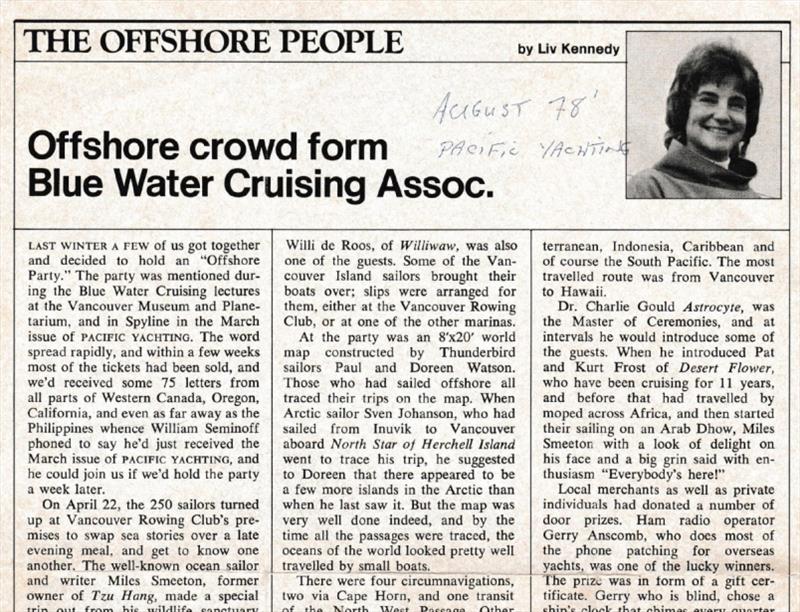 THE OFFSHORE PEOPLE
by Liv Kennedy
AUGUST 78'
PACIFIC YACHTING
Offshore crowd form
Blue Water Cruising Assoc.
LAST WINTER A FEW of us got together
and decided to hold an “Offshore
Party.” The party was mentioned dur-
ing the Blue Water Cruising lectures
at the Vancouver Museum and Plane-
tarium, and in Spyline in the March
issue of PACIFIC YACHTING. The word
spread rapidly, and within a few weeks
most of the tickets had been sold, and
we’d received some 75 letters from
all parts of Western Canada, Oregon,
California, and even as far away as the
Philippines whence William Seminoff
phoned to say he’d just received the
March issue of PACIFIC YACHTING, and
he could join us if we’d hold the party
a week later.
On April 22, the 250 sailors turned
up at Vancouver Rowing Club’s pre-
mises to swap sea stories over a late
evening meal, and get to know one
another. The well-known ocean sailor
and writer Miles Smeeton, former
owner of Tzu Hang, made a special
trip out from his wildlife sanctuary
Willi de Roos, of Williwaw, was also
one of the guests. Some of the Van-
couver Island sailors brought their
boats over; slips were arranged for
them, either at the Vancouver Rowing
Club, or at one of the other marinas.
At the party was an 8'x20' world
map constructed by Thunderbird
sailors Paul and Doreen Watson.
Those who had sailed offshore all
traced their trips on the map. When
Arctic sailor Sven Johanson, who had
sailed from Inuvik to Vancouver
aboard North Star of Herchell Island
went to trace his trip, he suggested
to Doreen that there appeared to be
a few more islands in the Arctic than
when he last saw it. But the map was
very well done indeed, and by the
time all the passages were traced, the
oceans of the world looked pretty well
travelled by small boats.
There were four circumnavigations,
two via Cape Horn, and one transit
of the North West Passage. Other
terranean, Indonesia, Caribbean and
of course the South Pacific. The most
travelled route was from Vancouver
to Hawaii.
Dr. Charlie Gould Astrocyte, was
the Master of Ceremonies, and at
intervals he would introduce some of
the guests. When he introduced Pat
and Kurt Frost of Desert Flower,
who have been cruising for 11 years,
and before that had travelled by
moped across Africa, and then started
their sailing on an Arab Dhow, Miles
Smeeton with a look of delight on
his face and a big grin said with en-
thusiasm “Everybody’s here!”
Local merchants as well as private
individuals had donated a number of
door prizes. Ham radio operator
Gerry Anscomb, who does most of
the phone patching for overseas
yachts, was one of the lucky winners.
The prize was in form of a gift cer-
tificate. Gerry who is blind, chose a
ship’s clock that chimes every quarter